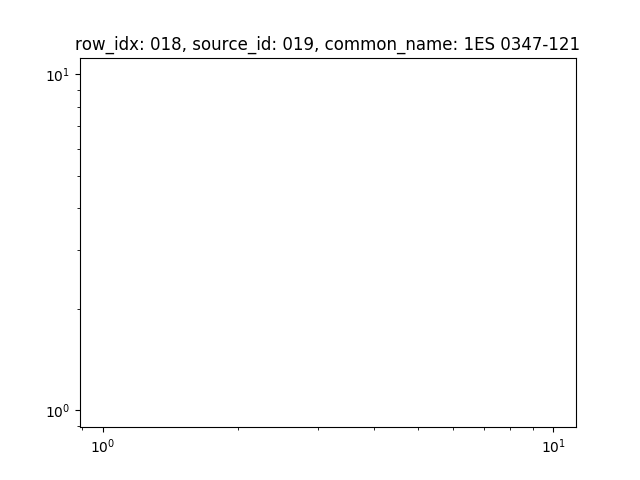 row_idx: 018, source_id: 019, common_name: 1ES 0347-121
10¹
10⁰
10⁰ 10¹